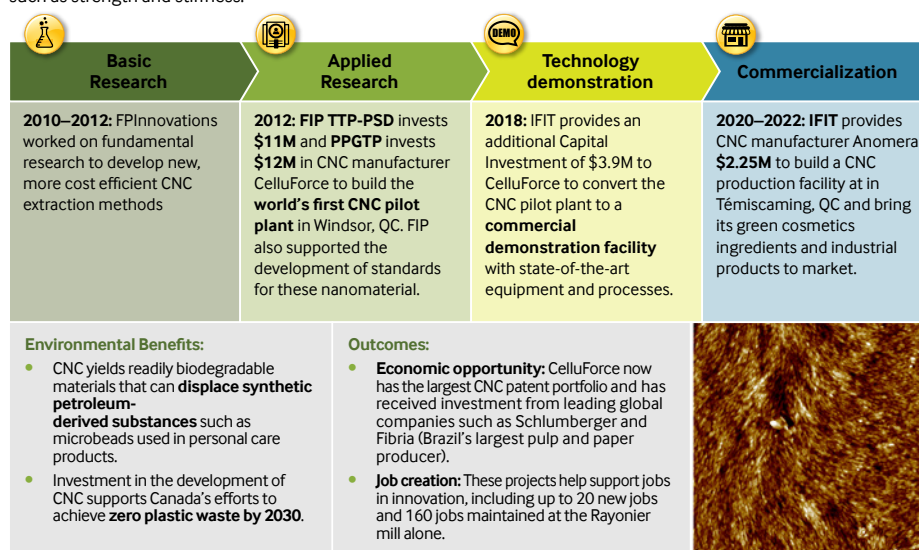 such as strength and stiffness.
DEMO
Basic
Research
Applied
Research
Technology
demonstration
Commercialization
2010–2012: FPInnovations
worked on fundamental
research to develop new,
more cost efficient CNC
extraction methods
2012: FIP TTP-PSD invests
$11M and PPGTP invests
$12M in CNC manufacturer
CelluForce to build the
world's first CNC pilot
plant in Windsor, QC. FIP
also supported the
development of standards
for these nanomaterial.
2018: IFIT provides an
additional Capital
Investment of $3.9M to
CelluForce to convert the
CNC pilot plant to a
commercial
demonstration facility
with state-of-the-art
equipment and processes.
2020–2022: IFIT provides
CNC manufacturer Anomera
$2.25M to build a CNC
production facility at in
Témiscaming, QC and bring
its green cosmetics
ingredients and industrial
products to market.
Environmental Benefits:
• CNC yields readily biodegradable
materials that can displace synthetic
petroleum-
derived substances such as
microbeads used in personal care
products.
• Investment in the development of
CNC supports Canada's efforts to
achieve zero plastic waste by 2030.
Outcomes:
• Economic opportunity: CelluForce now
has the largest CNC patent portfolio and has
received investment from leading global
companies such as Schlumberger and
Fibria (Brazil's largest pulp and paper
producer).
• Job creation: These projects help support jobs
in innovation, including up to 20 new jobs
and 160 jobs maintained at the Rayonier
mill alone.